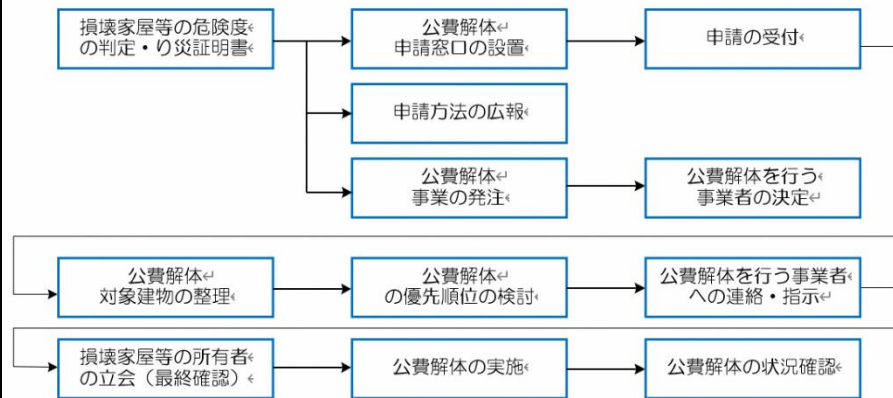 損壊家屋等の危険度
の判定・り災証明書
公費解体
申請窓口の設置
申請の受付
申請方法の広報
公費解体
事業の発注
公費解体を行う
事業者の決定
公費解体
対象建物の整理
公費解体
の優先順位の検討
公費解体を行う事業者
への連絡・指示
損壊家屋等の所有者
の立会（最終確認）
公費解体の実施
公費解体の状況確認